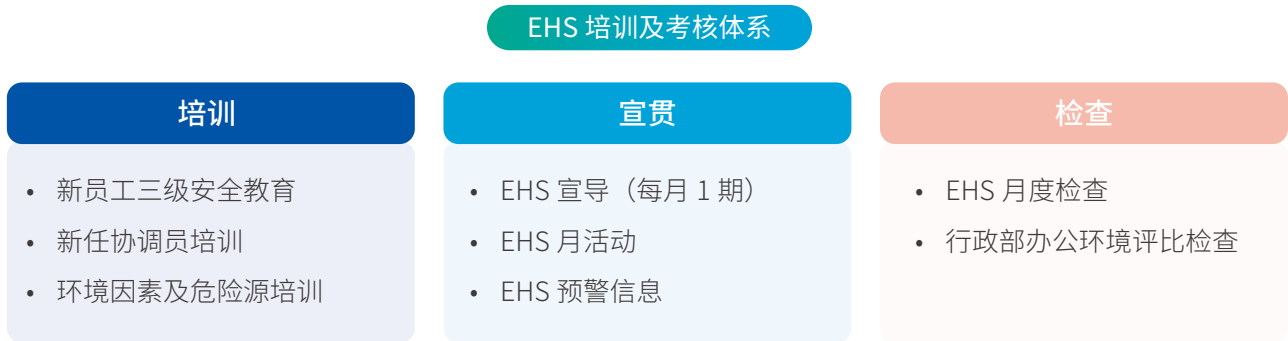 EHS 培训及考核体系
培训
• 新员工三级安全教育
• 新任协调员培训
• 环境因素及危险源培训
宣贯
• EHS 宣导（每月 1 期）
• EHS 月活动
• EHS 预警信息
检查
• EHS 月度检查
• 行政部办公环境评比检查